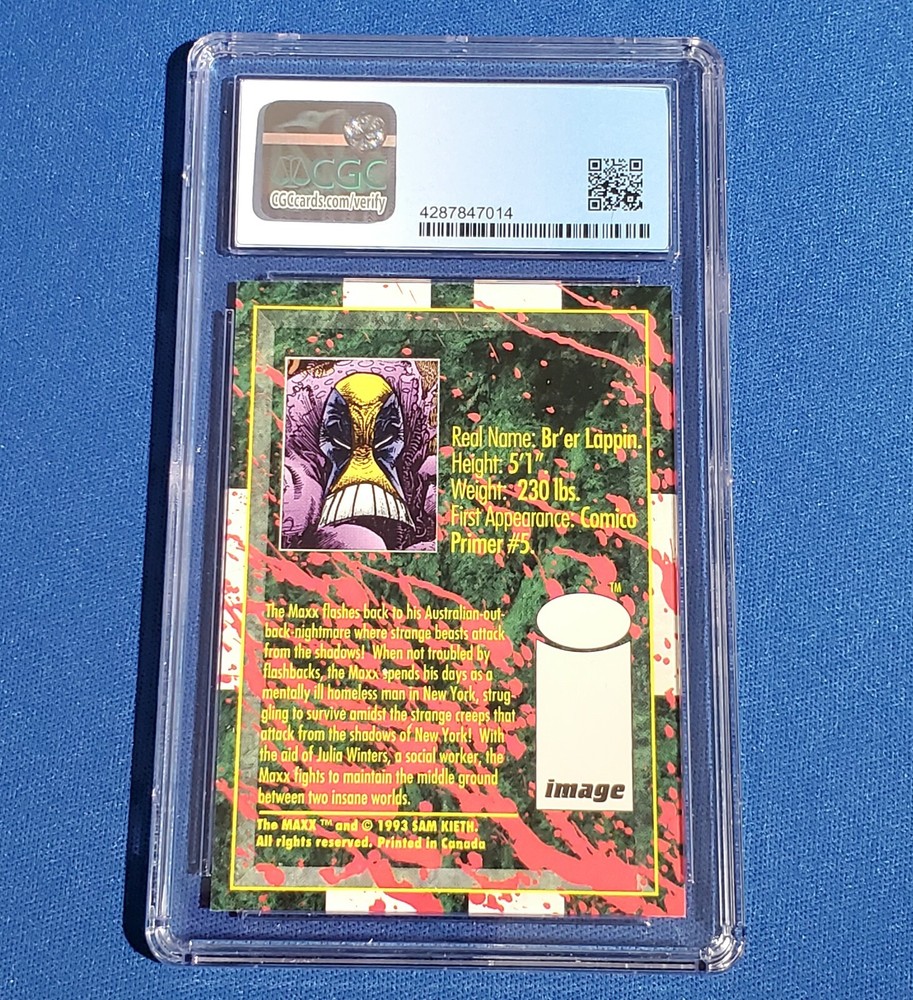 CGC
CGCcards.com/verify
4287847014
Real Name: Br'er Lappin.
Height: 5'1"
Weight: 230 lbs.
First Appearance: Comico
Primer #5.
TM
The Maxx flashes back to his Australian-out-
back-nightmare where strange beasts attack
from the shadows! When not troubled by
flashbacks, the Maxx spends his days as a
mentally ill homeless man in New York, strug-
gling to survive amidst the strange creeps that
attack from the shadows of New York! With
the aid of Julia Winters, a social worker, the
Maxx fights to maintain the middle ground
between two insane worlds.
image
The MAXX ™ and © 1993 SAM KIETH.
All rights reserved. Printed in Canada